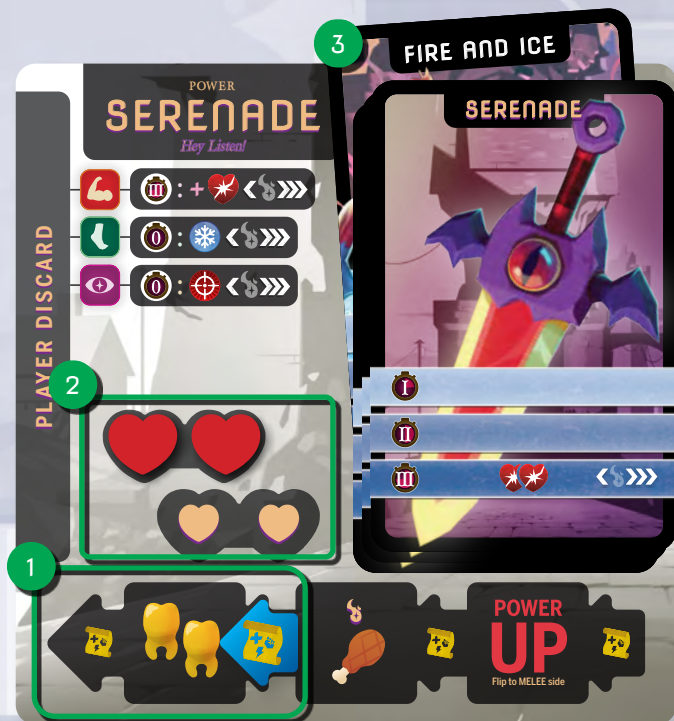 3
FIRE AND ICE
POWER
SERENADE
Hey Listen!
SERENADE
III : +
0 :
0 :
PLAYER DISCARD
2
I
II
III
1
POWER
UP
Flip to MELEE side